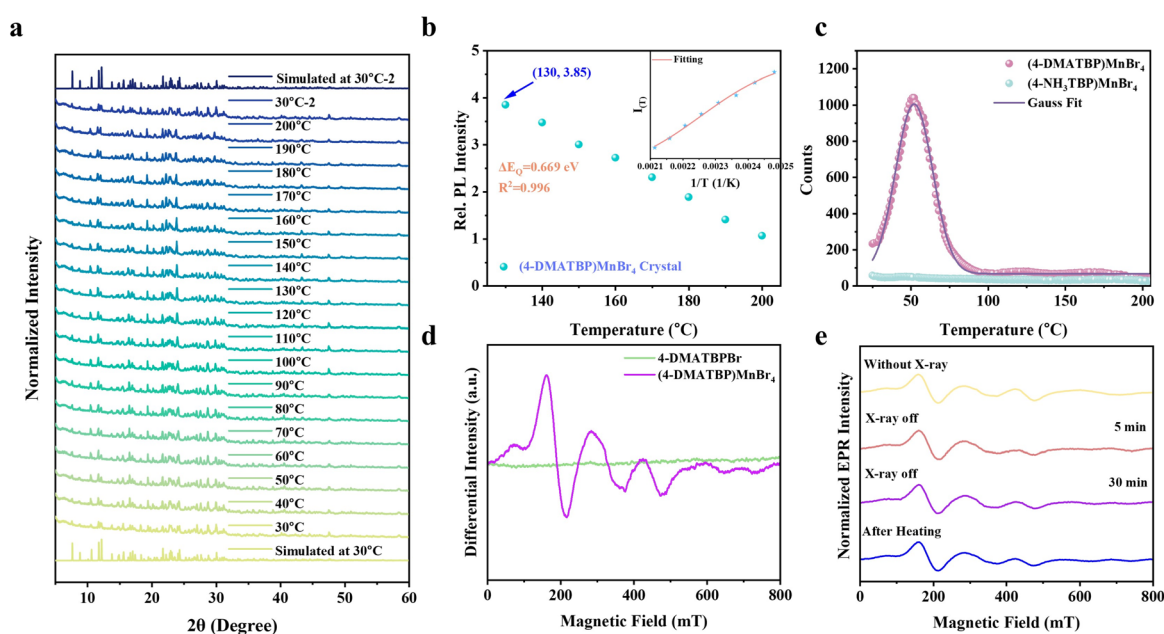 a
Simulated at 30°C-2
30°C-2
200°C
190°C
180°C
170°C
160°C
150°C
140°C
130°C
120°C
110°C
100°C
90°C
80°C
70°C
60°C
50°C
40°C
30°C
Simulated at 30°C
Normalized Intensity
10 20 30 40 50 60
2θ (Degree)
b
5
4
3
2
1
0
Rel. PL Intensity
(130, 3.85)
ΔE_Q=0.669 eV
R²=0.996
(4-DMATBP)MnBr₄ Crystal
Fitting
I_(T)
0.0021 0.0022 0.0023 0.0024 0.0025
1/T (1/K)
140 160 180 200
Temperature (°C)
c
1200
1000
800
600
400
200
0
Counts
(4-DMATBP)MnBr₄
(4-NH₃TBP)MnBr₄
Gauss Fit
50 100 150 200
Temperature (°C)
d
4-DMATBPBr
(4-DMATBP)MnBr₄
Differential Intensity (a.u.)
0 200 400 600 800
Magnetic Field (mT)
e
Without X-ray
X-ray off
5 min
X-ray off
30 min
After Heating
Normalized EPR Intensity
0 200 400 600 800
Magnetic Field (mT)